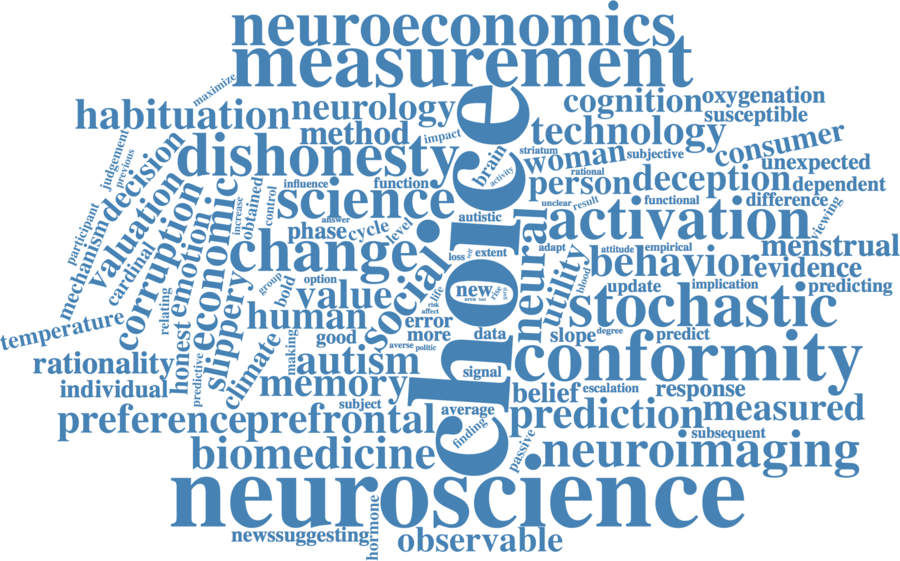 neuroeconomics
measurement
maximize
habituation
neurology
cognition
oxygenation
susceptible
method
impact
technology
consumer
judgement
previous
decision
dishonesty
brain
activity
striatum
woman
subjective
unexpected
rational
person
deception
dependent
participant
mechanism
valuation
cardinal
corruption
emotion
economic
increase
obtained
control
influence
function
science
answer
phase
cycle
level
autistic
unclear
result
functional
difference
viewing
activation
change
social
choice
loss
extent
adapt
attitude
empirical
menstrual
neural
utility
blood
behavior
evidence
temperature
relating
honest
slippery
group
bold
option
value
human
good
life
risk
affect
new
rise
area
error
more
data
averse
politic
update
implication
predicting
stochastic
slope
degree
predict
rationality
individual
predictive
climate
making
autism
memory
signal
conformity
belief
escalation
response
preference
prefrontal
subject
average
finding
prediction
measured
passive
subsequent
biomedicine
neuroimaging
neuroscience
news
suggesting
hormone
observable